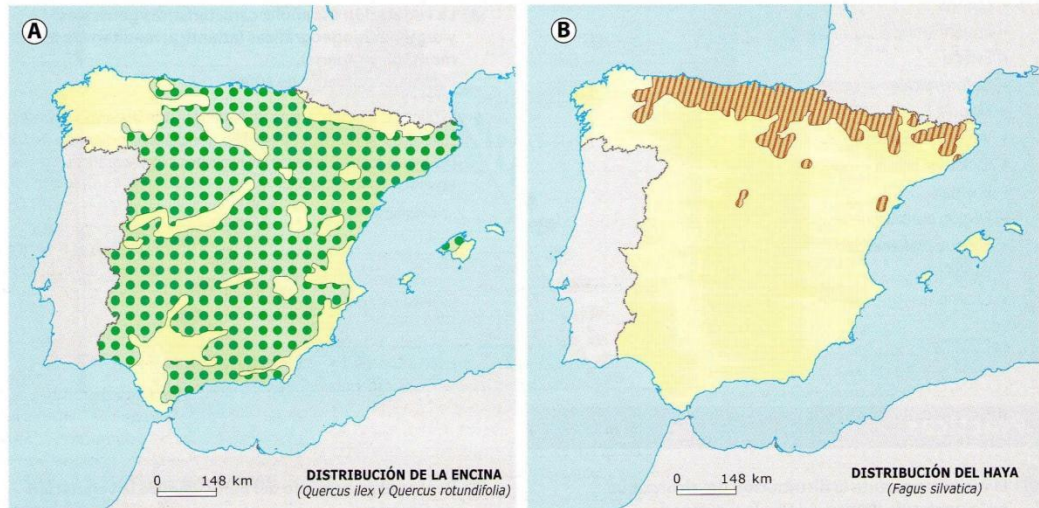 A
0 148 km
DISTRIBUCIÓN DE LA ENCINA
(Quercus ilex y Quercus rotundifolia)
B
0 148 km
DISTRIBUCIÓN DEL HAYA
(Fagus silvatica)